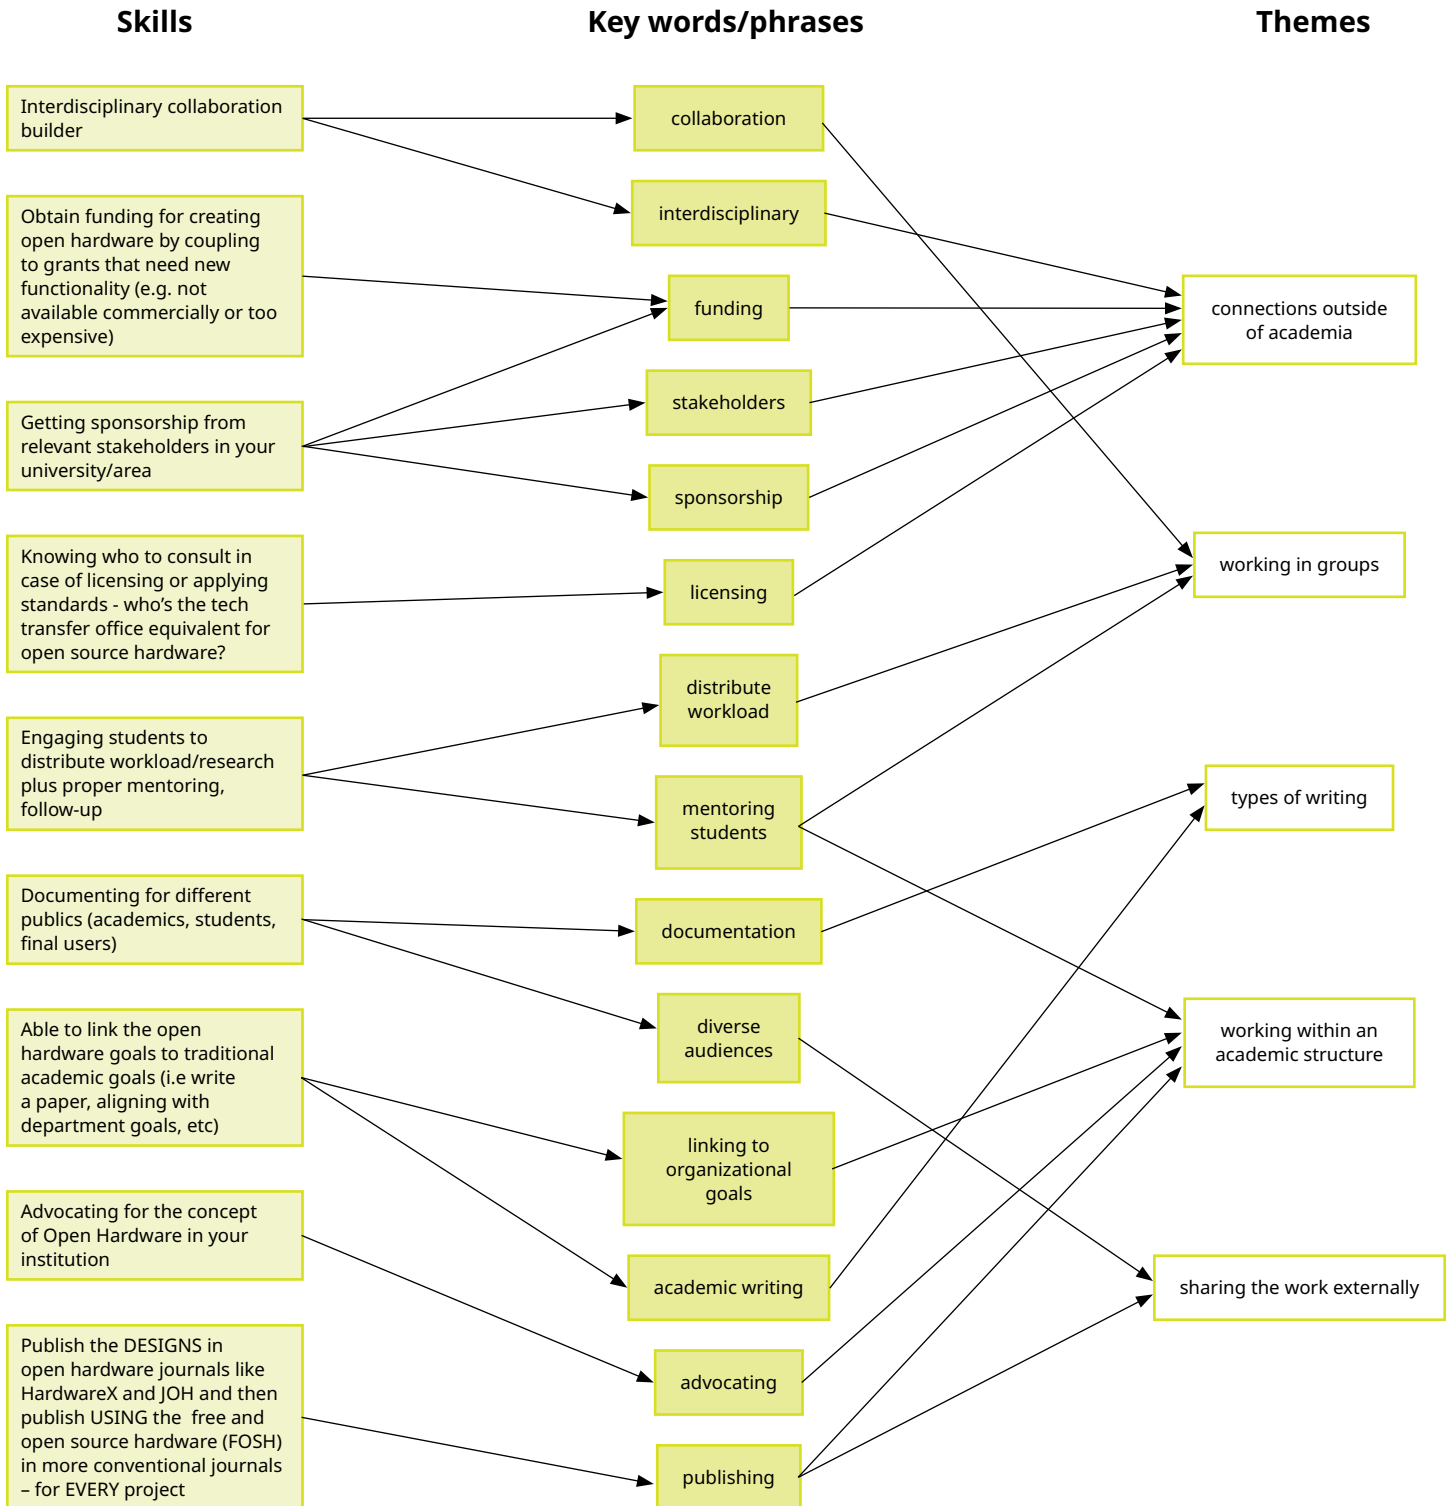 Skills
Key words/phrases
Themes
Interdisciplinary collaboration
builder
Obtain funding for creating
open hardware by coupling
to grants that need new
functionality (e.g. not
available commercially or too
expensive)
Getting sponsorship from
relevant stakeholders in your
university/area
Knowing who to consult in
case of licensing or applying
standards - who’s the tech
transfer office equivalent for
open source hardware?
Engaging students to
distribute workload/research
plus proper mentoring,
follow-up
Documenting for different
publics (academics, students,
final users)
Able to link the open
hardware goals to traditional
academic goals (i.e write
a paper, aligning with
department goals, etc)
Advocating for the concept
of Open Hardware in your
institution
Publish the DESIGNS in
open hardware journals like
HardwareX and JOH and then
publish USING the  free and
open source hardware (FOSH)
in more conventional journals
– for EVERY project
collaboration
interdisciplinary
funding
stakeholders
sponsorship
licensing
distribute
workload
mentoring
students
documentation
diverse
audiences
linking to
organizational
goals
academic writing
advocating
publishing
connections outside
of academia
working in groups
types of writing
working within an
academic structure
sharing the work externally